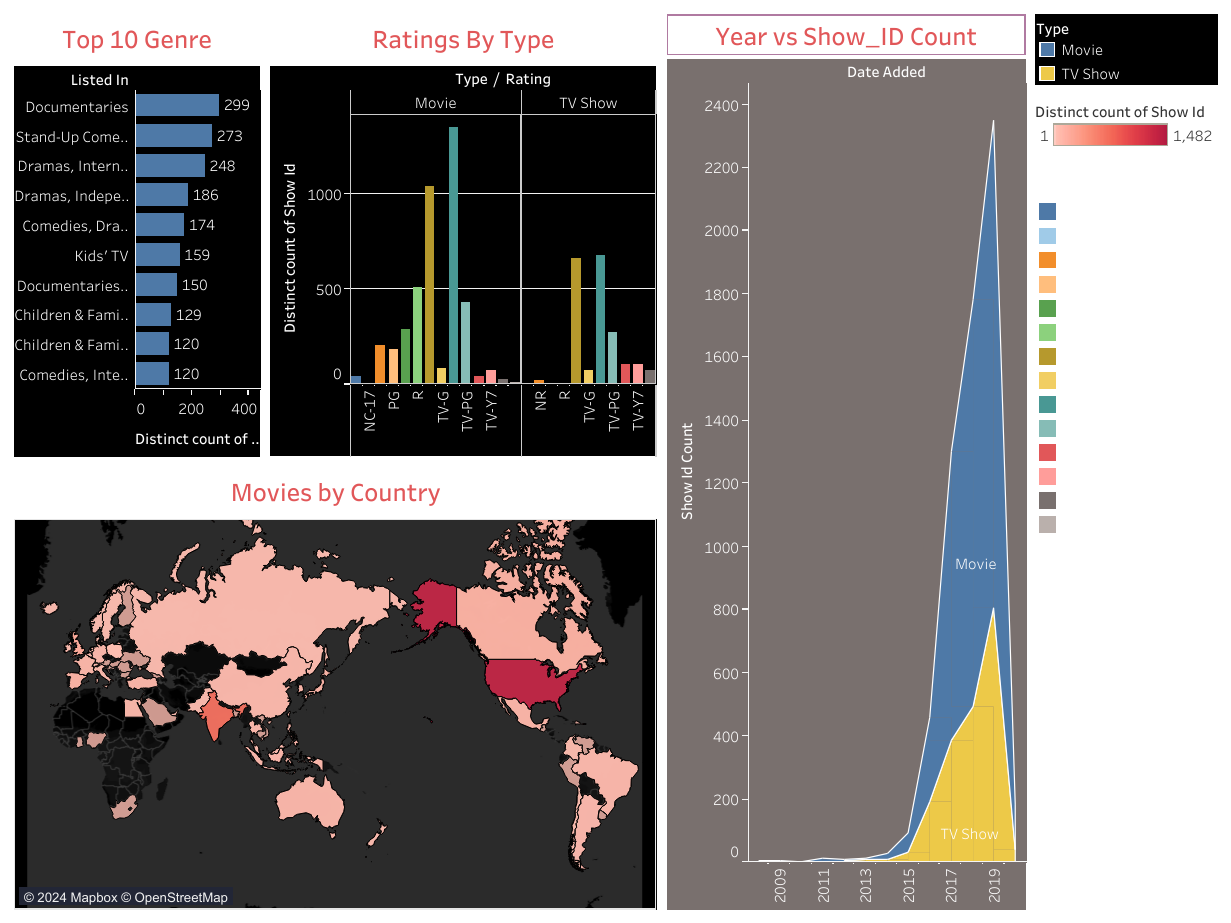 Top 10 Genre
Listed In
Documentaries 299
Stand-Up Come.. 273
Dramas, Intern.. 248
Dramas, Indepe.. 186
Comedies, Dra.. 174
Kids' TV 159
Documentaries.. 150
Children & Fami.. 129
Children & Fami.. 120
Comedies, Inte.. 120
0 200 400
Distinct count of ..
Ratings By Type
Type / Rating
Movie TV Show
Distinct count of Show Id
1000
500
0
NC-17 PG R TV-G TV-PG TV-Y7 NR R TV-G TV-PG TV-Y7
Movies by Country
© 2024 Mapbox © OpenStreetMap
Year vs Show_ID Count
Date Added
Show Id Count
2400
2200
2000
1800
1600
1400
1200
1000
800
600
400
200
0
Movie
TV Show
2009 2011 2013 2015 2017 2019
Type
Movie
TV Show
Distinct count of Show Id
1 1,482